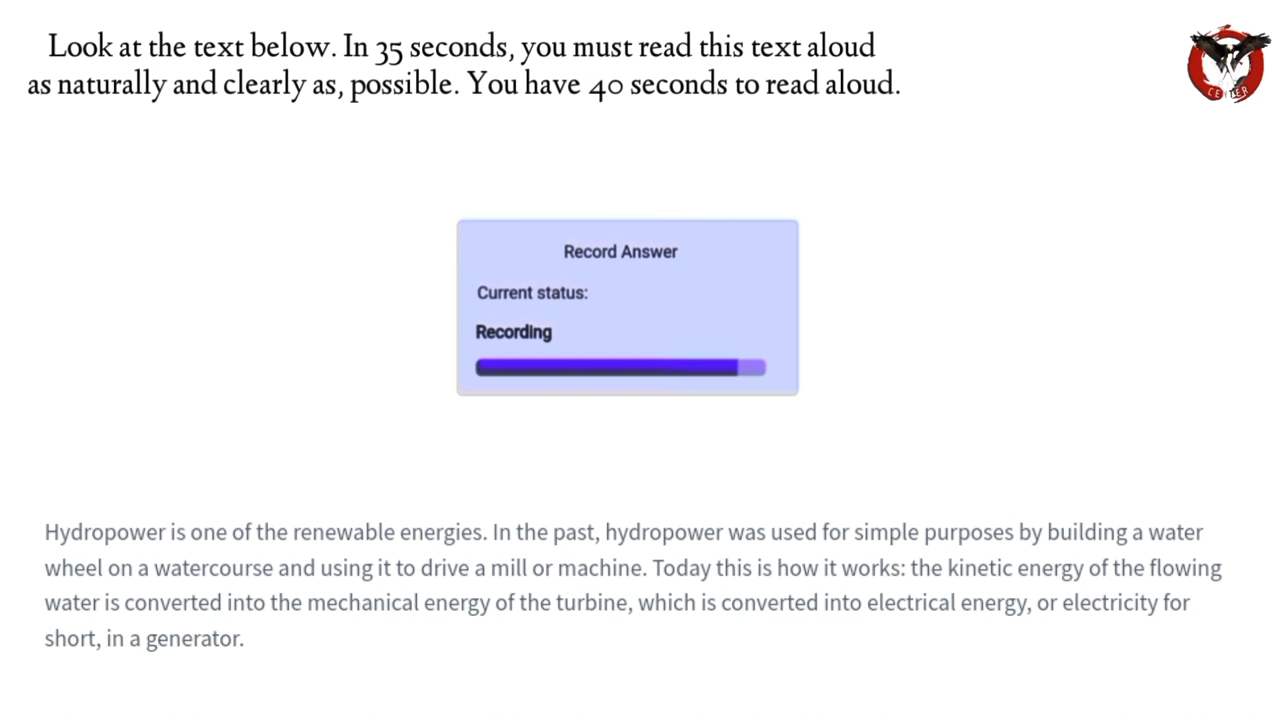 Look at the text below. In 35 seconds, you must read this text aloud
as naturally and clearly as, possible. You have 40 seconds to read aloud.
CENTER
Record Answer
Current status:
Recording
Hydropower is one of the renewable energies. In the past, hydropower was used for simple purposes by building a water
wheel on a watercourse and using it to drive a mill or machine. Today this is how it works: the kinetic energy of the flowing
water is converted into the mechanical energy of the turbine, which is converted into electrical energy, or electricity for
short, in a generator.